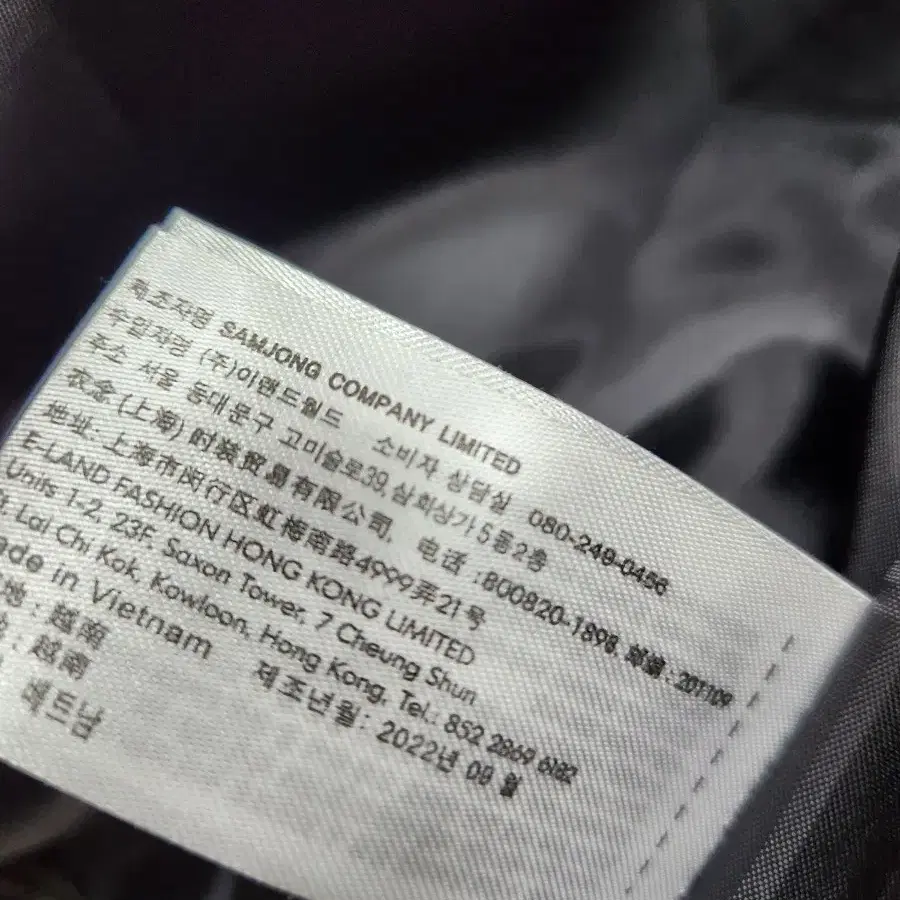 제조자명 SAMJONG COMPANY LIMITED
수입자명 (주)이랜드월드 소비자 상담실 080-249-0456
주소 서울 동대문구 고미술로39, 삼희상가 5동2층
衣念 (上海) 时装贸易有限公司, 电话 :800820-1898, 邮编 : 201109
地址: 上海市闵行区虹梅南路4999弄21号
E-LAND FASHION HONG KONG LIMITED
Units 1-2, 23F, Saxon Tower, 7 Cheung Shun
Lai Chi Kok, Kowloon, Hong Kong, Tel.: 852 2869 6182
ade in Vietnam 제조년월 : 2022년 09월
地 : 越南
: 越南
베트남